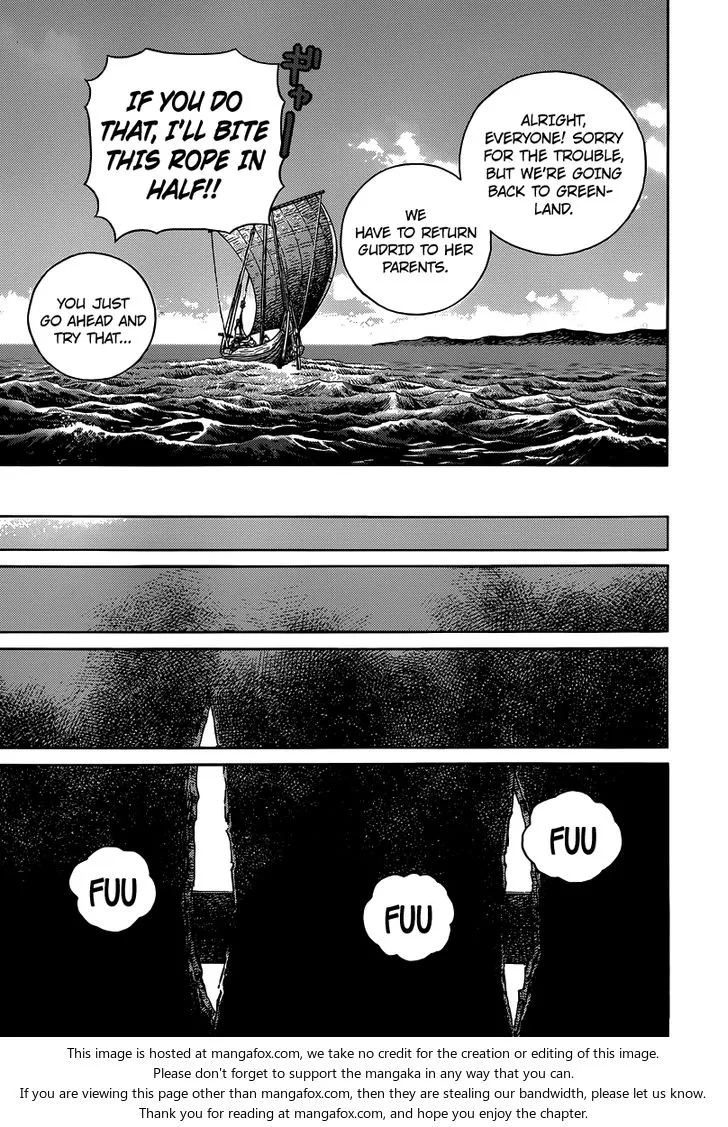 ALRIGHT,
EVERYONE! SORRY
FOR THE TROUBLE,
BUT WE'RE GOING
BACK TO GREEN-
LAND.
WE
HAVE TO RETURN
GUDRID TO HER
PARENTS.
ギャー
IF YOU DO
THAT, I'LL BITE
THIS ROPE IN
HALF!!
YOU JUST
GO AHEAD AND
TRY THAT...
FUU
FUU
FUU
This image is hosted at mangafox.com, we take no credit for the creation or editing of this image.
Please don't forget to support the mangaka in any way that you can.
If you are viewing this page other than mangafox.com, then they are stealing our bandwidth, please let us know.
Thank you for reading at mangafox.com, and hope you enjoy the chapter.